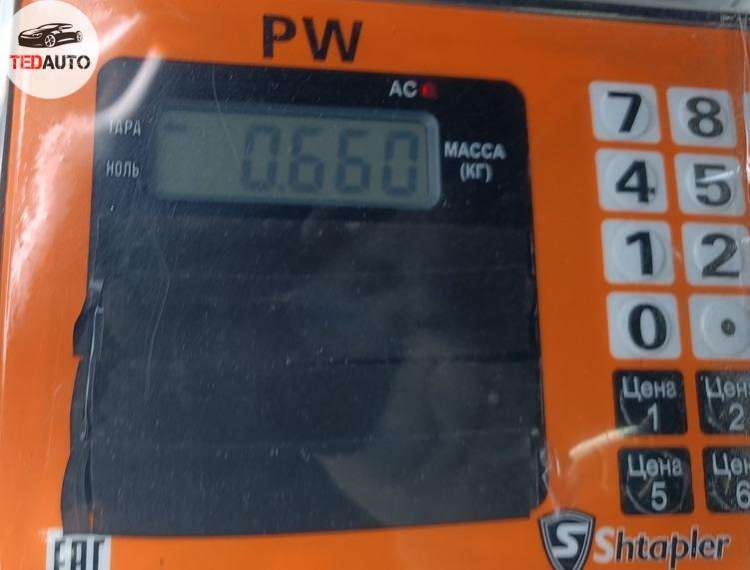 TEDAUTO
PW
AC
ТАРА
НОЛЬ
0.660
МАССА
(КГ)
7 8
4 5
1 2
0 .
Цена
1
Цена
5
Shtapler
EAC